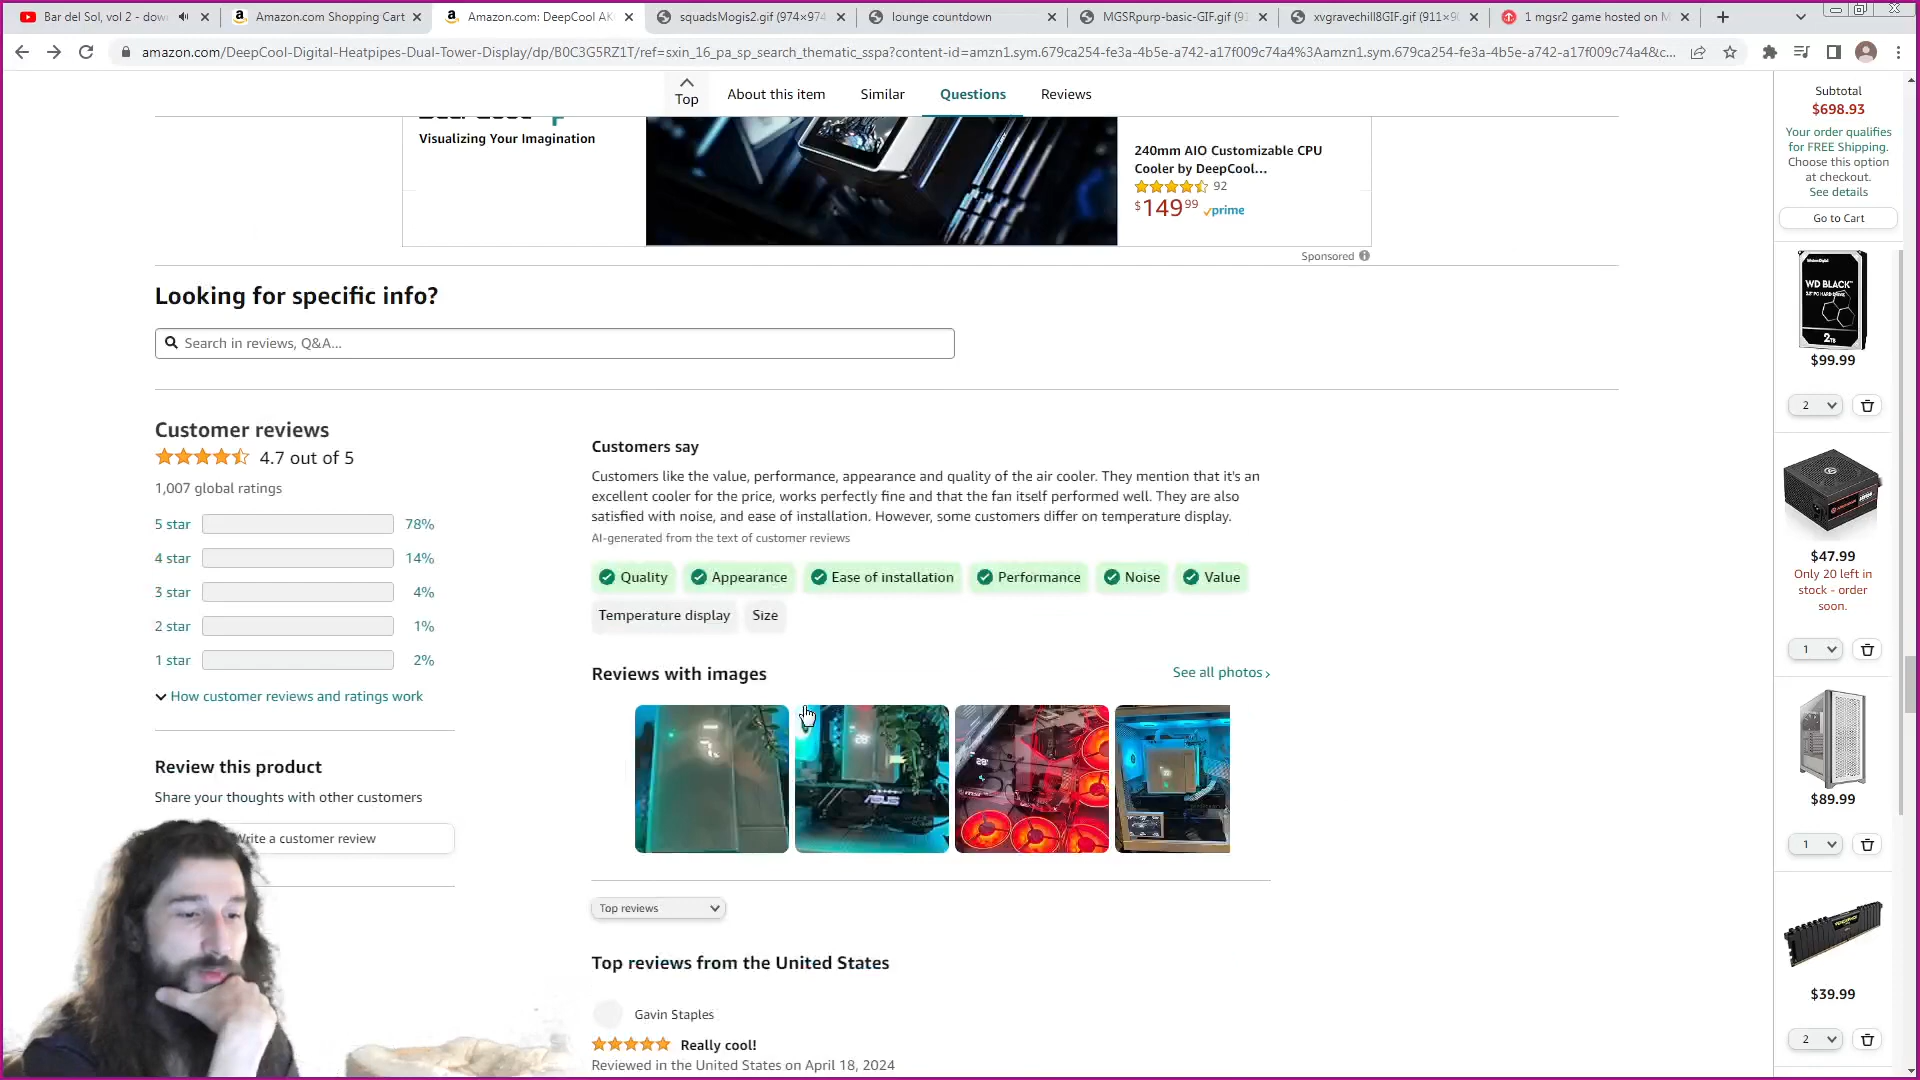 Bar del Sol, vol 2 - dow
Amazon.com Shopping Cart
Amazon.com: DeepCool AK
squadsMogis2.gif (974×974
lounge countdown
MGSRpurp-basic-GIF.gif (91
xvgravechill8GIF.gif (911×90
1 mgsr2 game hosted on M
amazon.com/DeepCool-Digital-Heatpipes-Dual-Tower-Display/dp/B0C3G5RZ1T/ref=sxin_16_pa_sp_search_thematic_sspa?content-id=amzn1.sym.679ca254-fe3a-4b5e-a742-a17f009c74a4%3Aamzn1.sym.679ca254-fe3a-4b5e-a742-a17f009c74a4&c...
Top
About this item
Similar
Questions
Reviews
Visualizing Your Imagination
240mm AIO Customizable CPU
Cooler by DeepCool...
92
$149 99 prime
Sponsored
Looking for specific info?
Search in reviews, Q&A...
Customer reviews
4.7 out of 5
1,007 global ratings
5 star 78%
4 star 14%
3 star 4%
2 star 1%
1 star 2%
How customer reviews and ratings work
Review this product
Share your thoughts with other customers
Write a customer review
Customers say
Customers like the value, performance, appearance and quality of the air cooler. They mention that it's an
excellent cooler for the price, works perfectly fine and that the fan itself performed well. They are also
satisfied with noise, and ease of installation. However, some customers differ on temperature display.
AI-generated from the text of customer reviews
Quality
Appearance
Ease of installation
Performance
Noise
Value
Temperature display
Size
Reviews with images
See all photos ›
28°
ASUS
Top reviews
Top reviews from the United States
Gavin Staples
Really cool!
Reviewed in the United States on April 18, 2024
Subtotal
$698.93
Your order qualifies
for FREE Shipping.
Choose this option
at checkout.
See details
Go to Cart
WD BLACK
2TB
$99.99
2
$47.99
Only 20 left in
stock - order
soon.
1
$89.99
1
$39.99
2